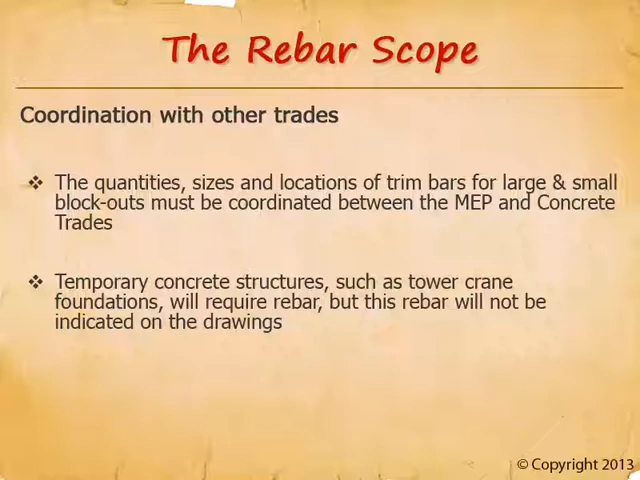 The Rebar Scope
Coordination with other trades
❖ The quantities, sizes and locations of trim bars for large & small
block-outs must be coordinated between the MEP and Concrete
Trades
❖ Temporary concrete structures, such as tower crane
foundations, will require rebar, but this rebar will not be
indicated on the drawings
© Copyright 2013